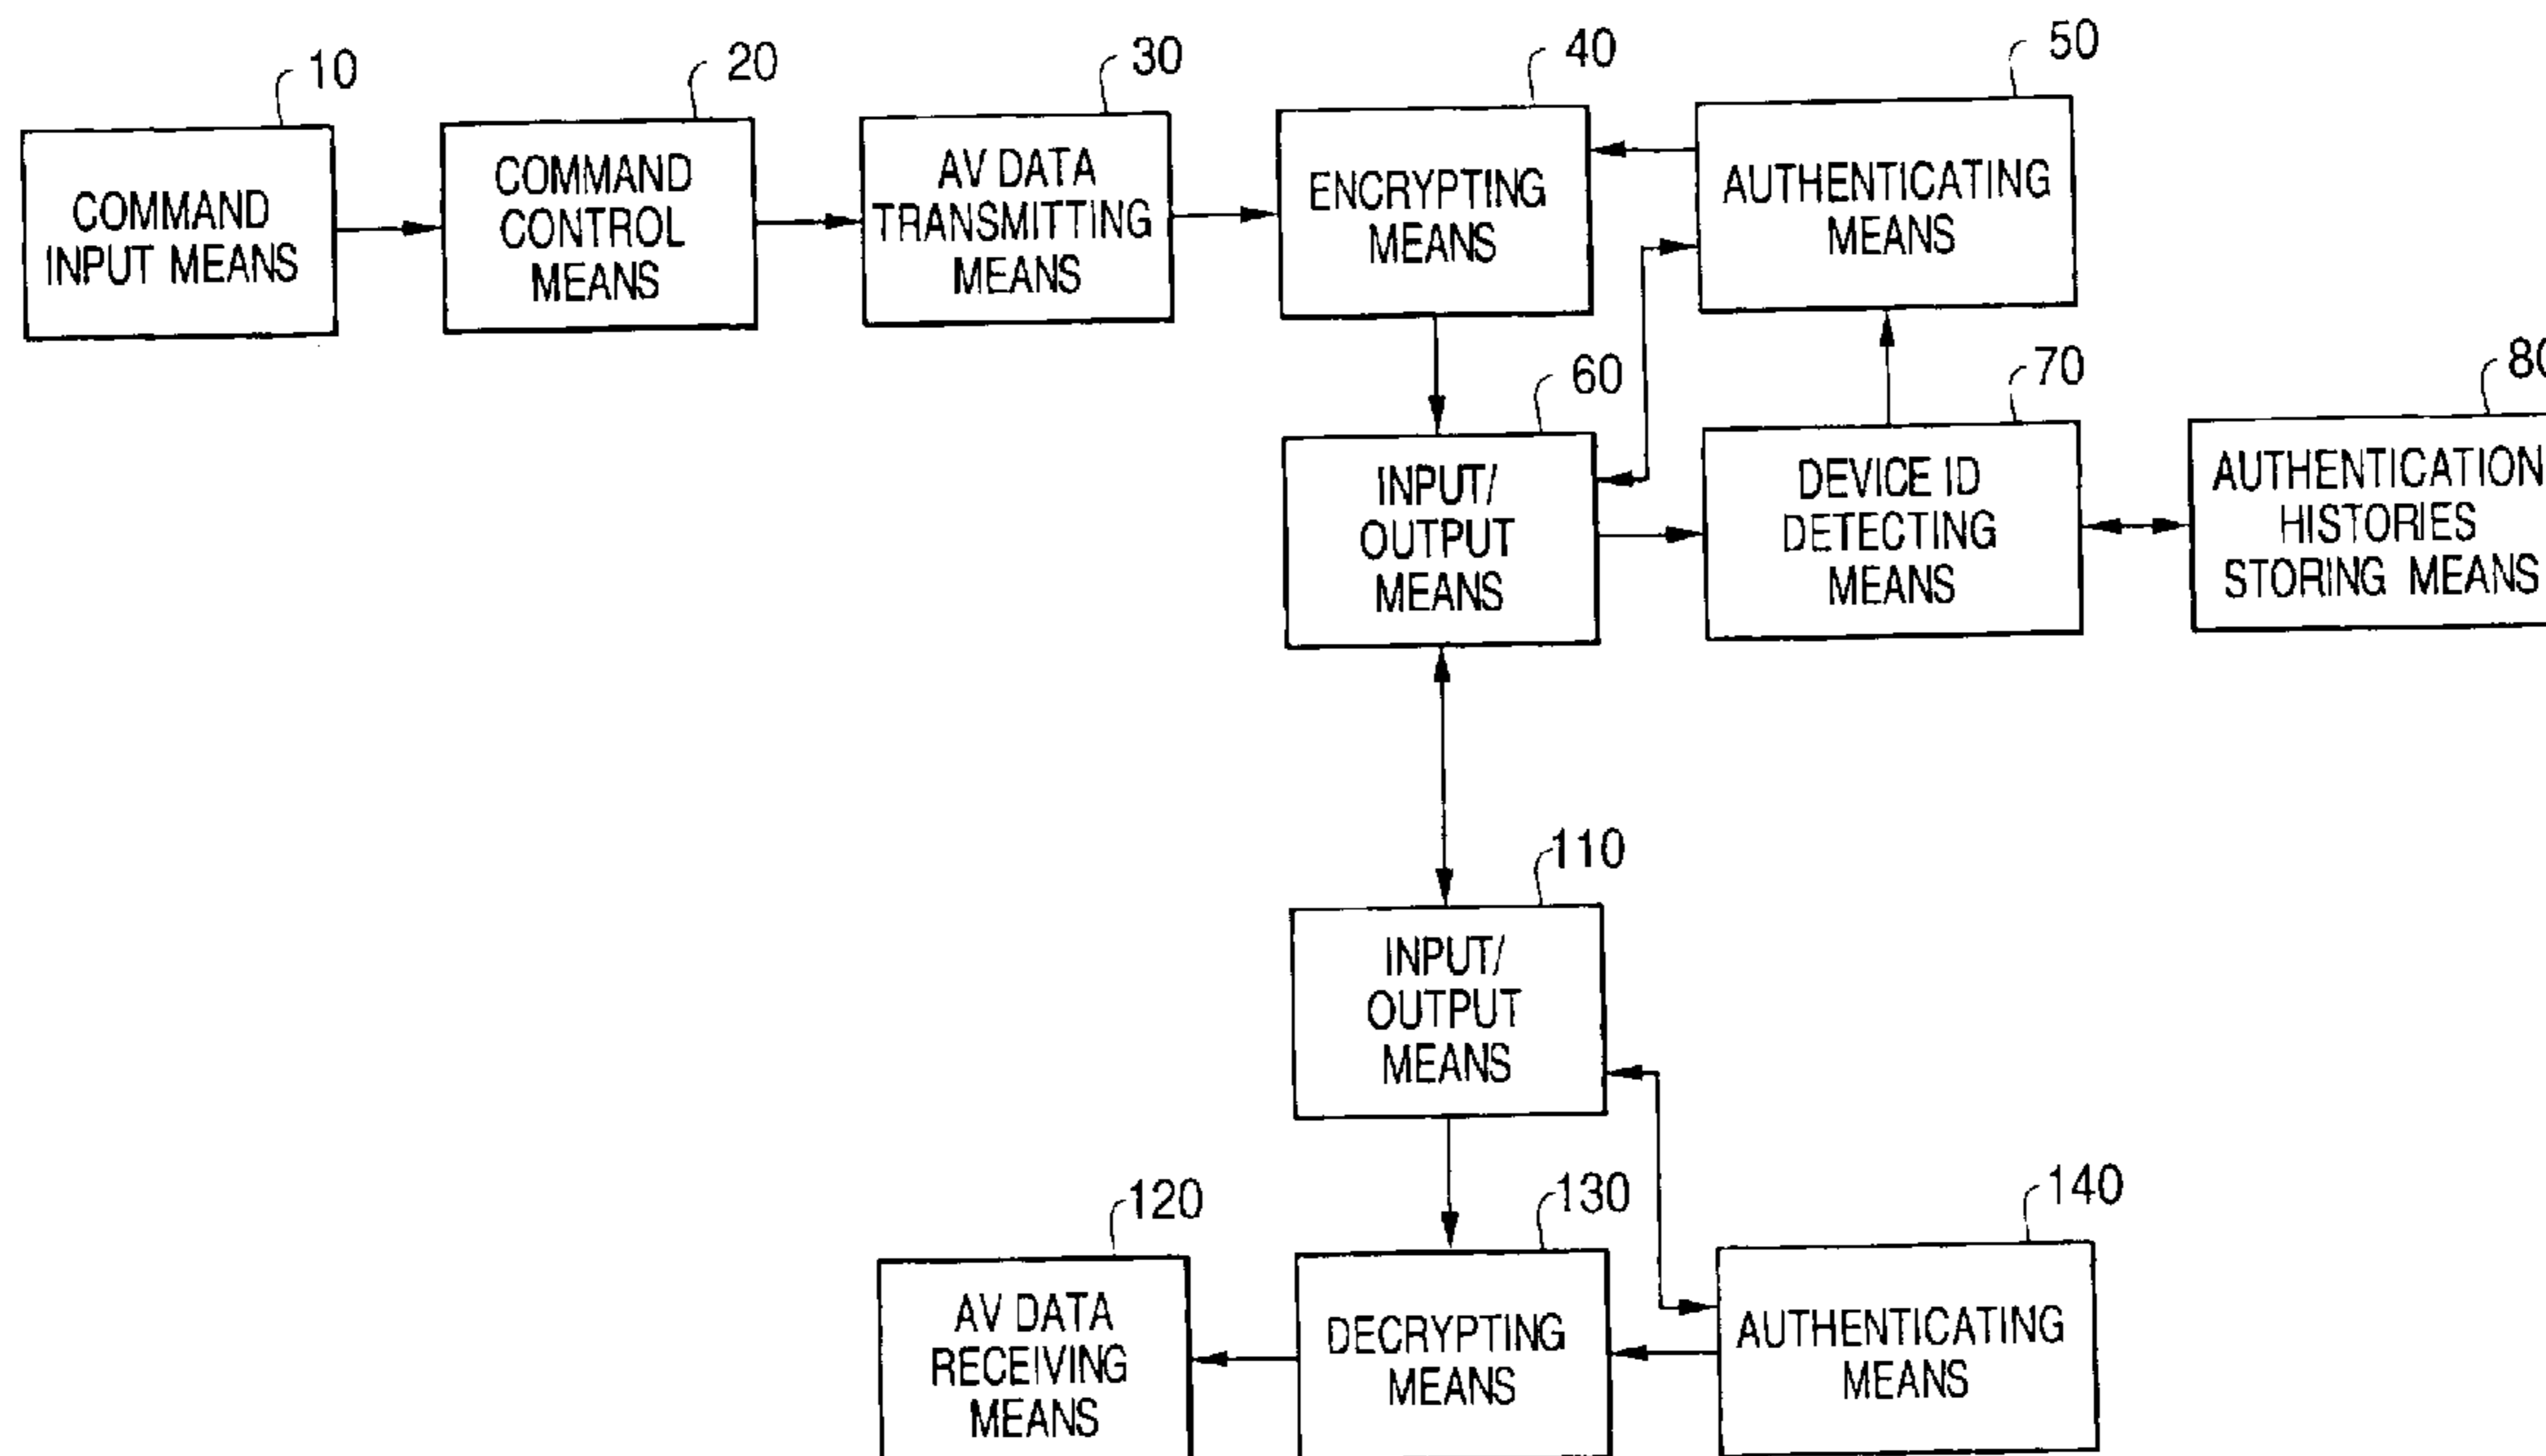 10
20
30
40
50
COMMAND
INPUT MEANS
COMMAND
CONTROL
MEANS
AV DATA
TRANSMITTING
MEANS
ENCRYPTING
MEANS
AUTHENTICATING
MEANS
60
70
80
INPUT/
OUTPUT
MEANS
DEVICE ID
DETECTING
MEANS
AUTHENTICATION
HISTORIES
STORING MEANS
110
INPUT/
OUTPUT
MEANS
120
130
140
AV DATA
RECEIVING
MEANS
DECRYPTING
MEANS
AUTHENTICATING
MEANS